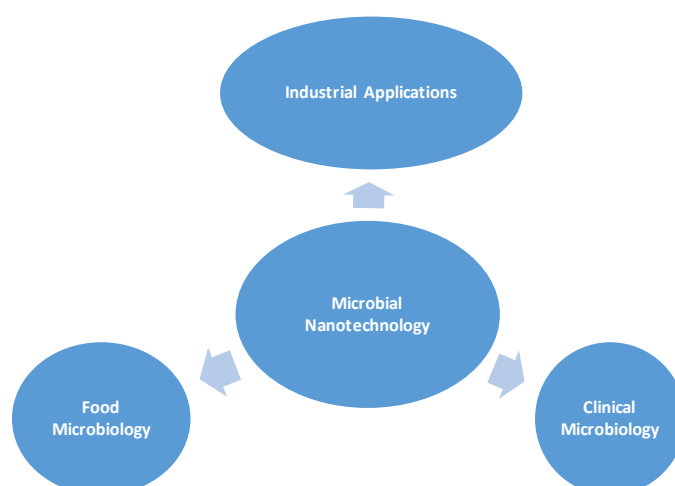 Industrial Applications
Microbial
Nanotechnology
Food
Microbiology
Clinical
Microbiology